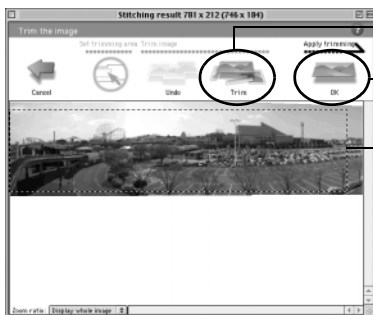 Stitching result 781 x 212 (746 x 184)
Trim the image
Set trimming area Trim image Apply trimming
Cancel Undo Trim OK
Zoom ratio: Display whole image